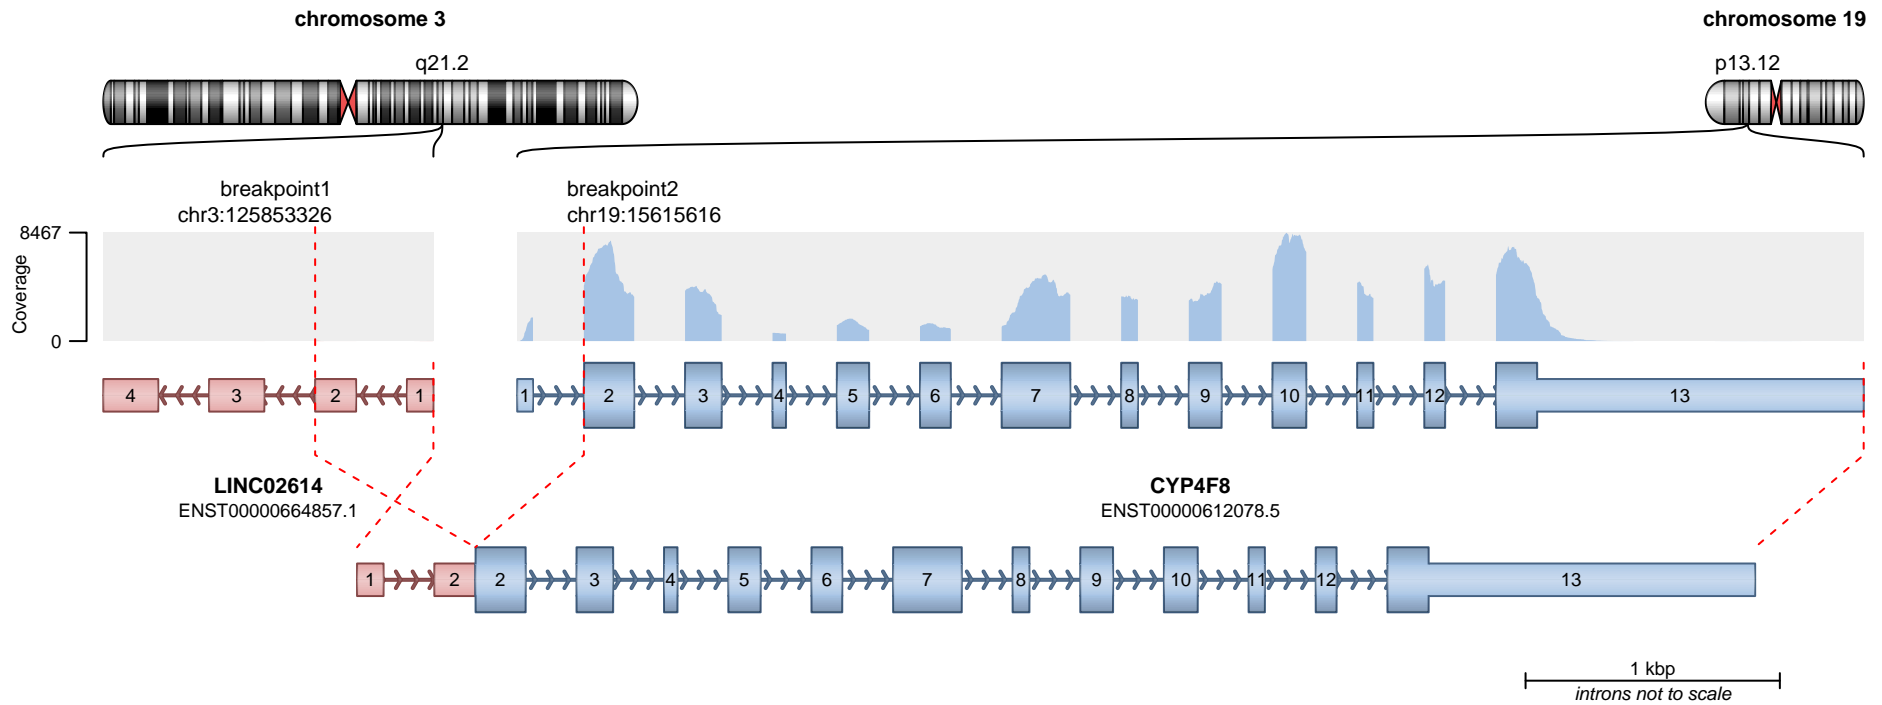 chromosome 3
chromosome 19
q21.2
p13.12
breakpoint1
chr3:125853326
breakpoint2
chr19:15615616
8467
Coverage
0
4 3 2 1
1 2 3 4 5 6 7 8 9 10 11 12 13
LINC02614
ENST00000664857.1
CYP4F8
ENST00000612078.5
1 2 2 3 4 5 6 7 8 9 10 11 12 13
1 kbp
introns not to scale